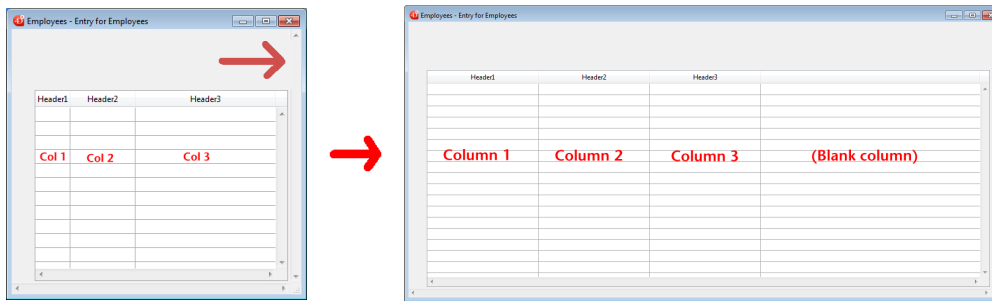 Employees - Entry for Employees
Header1 Header2 Header3
Col 1 Col 2 Col 3
Employees - Entry for Employees
Header1 Header2 Header3
Column 1 Column 2 Column 3 (Blank column)